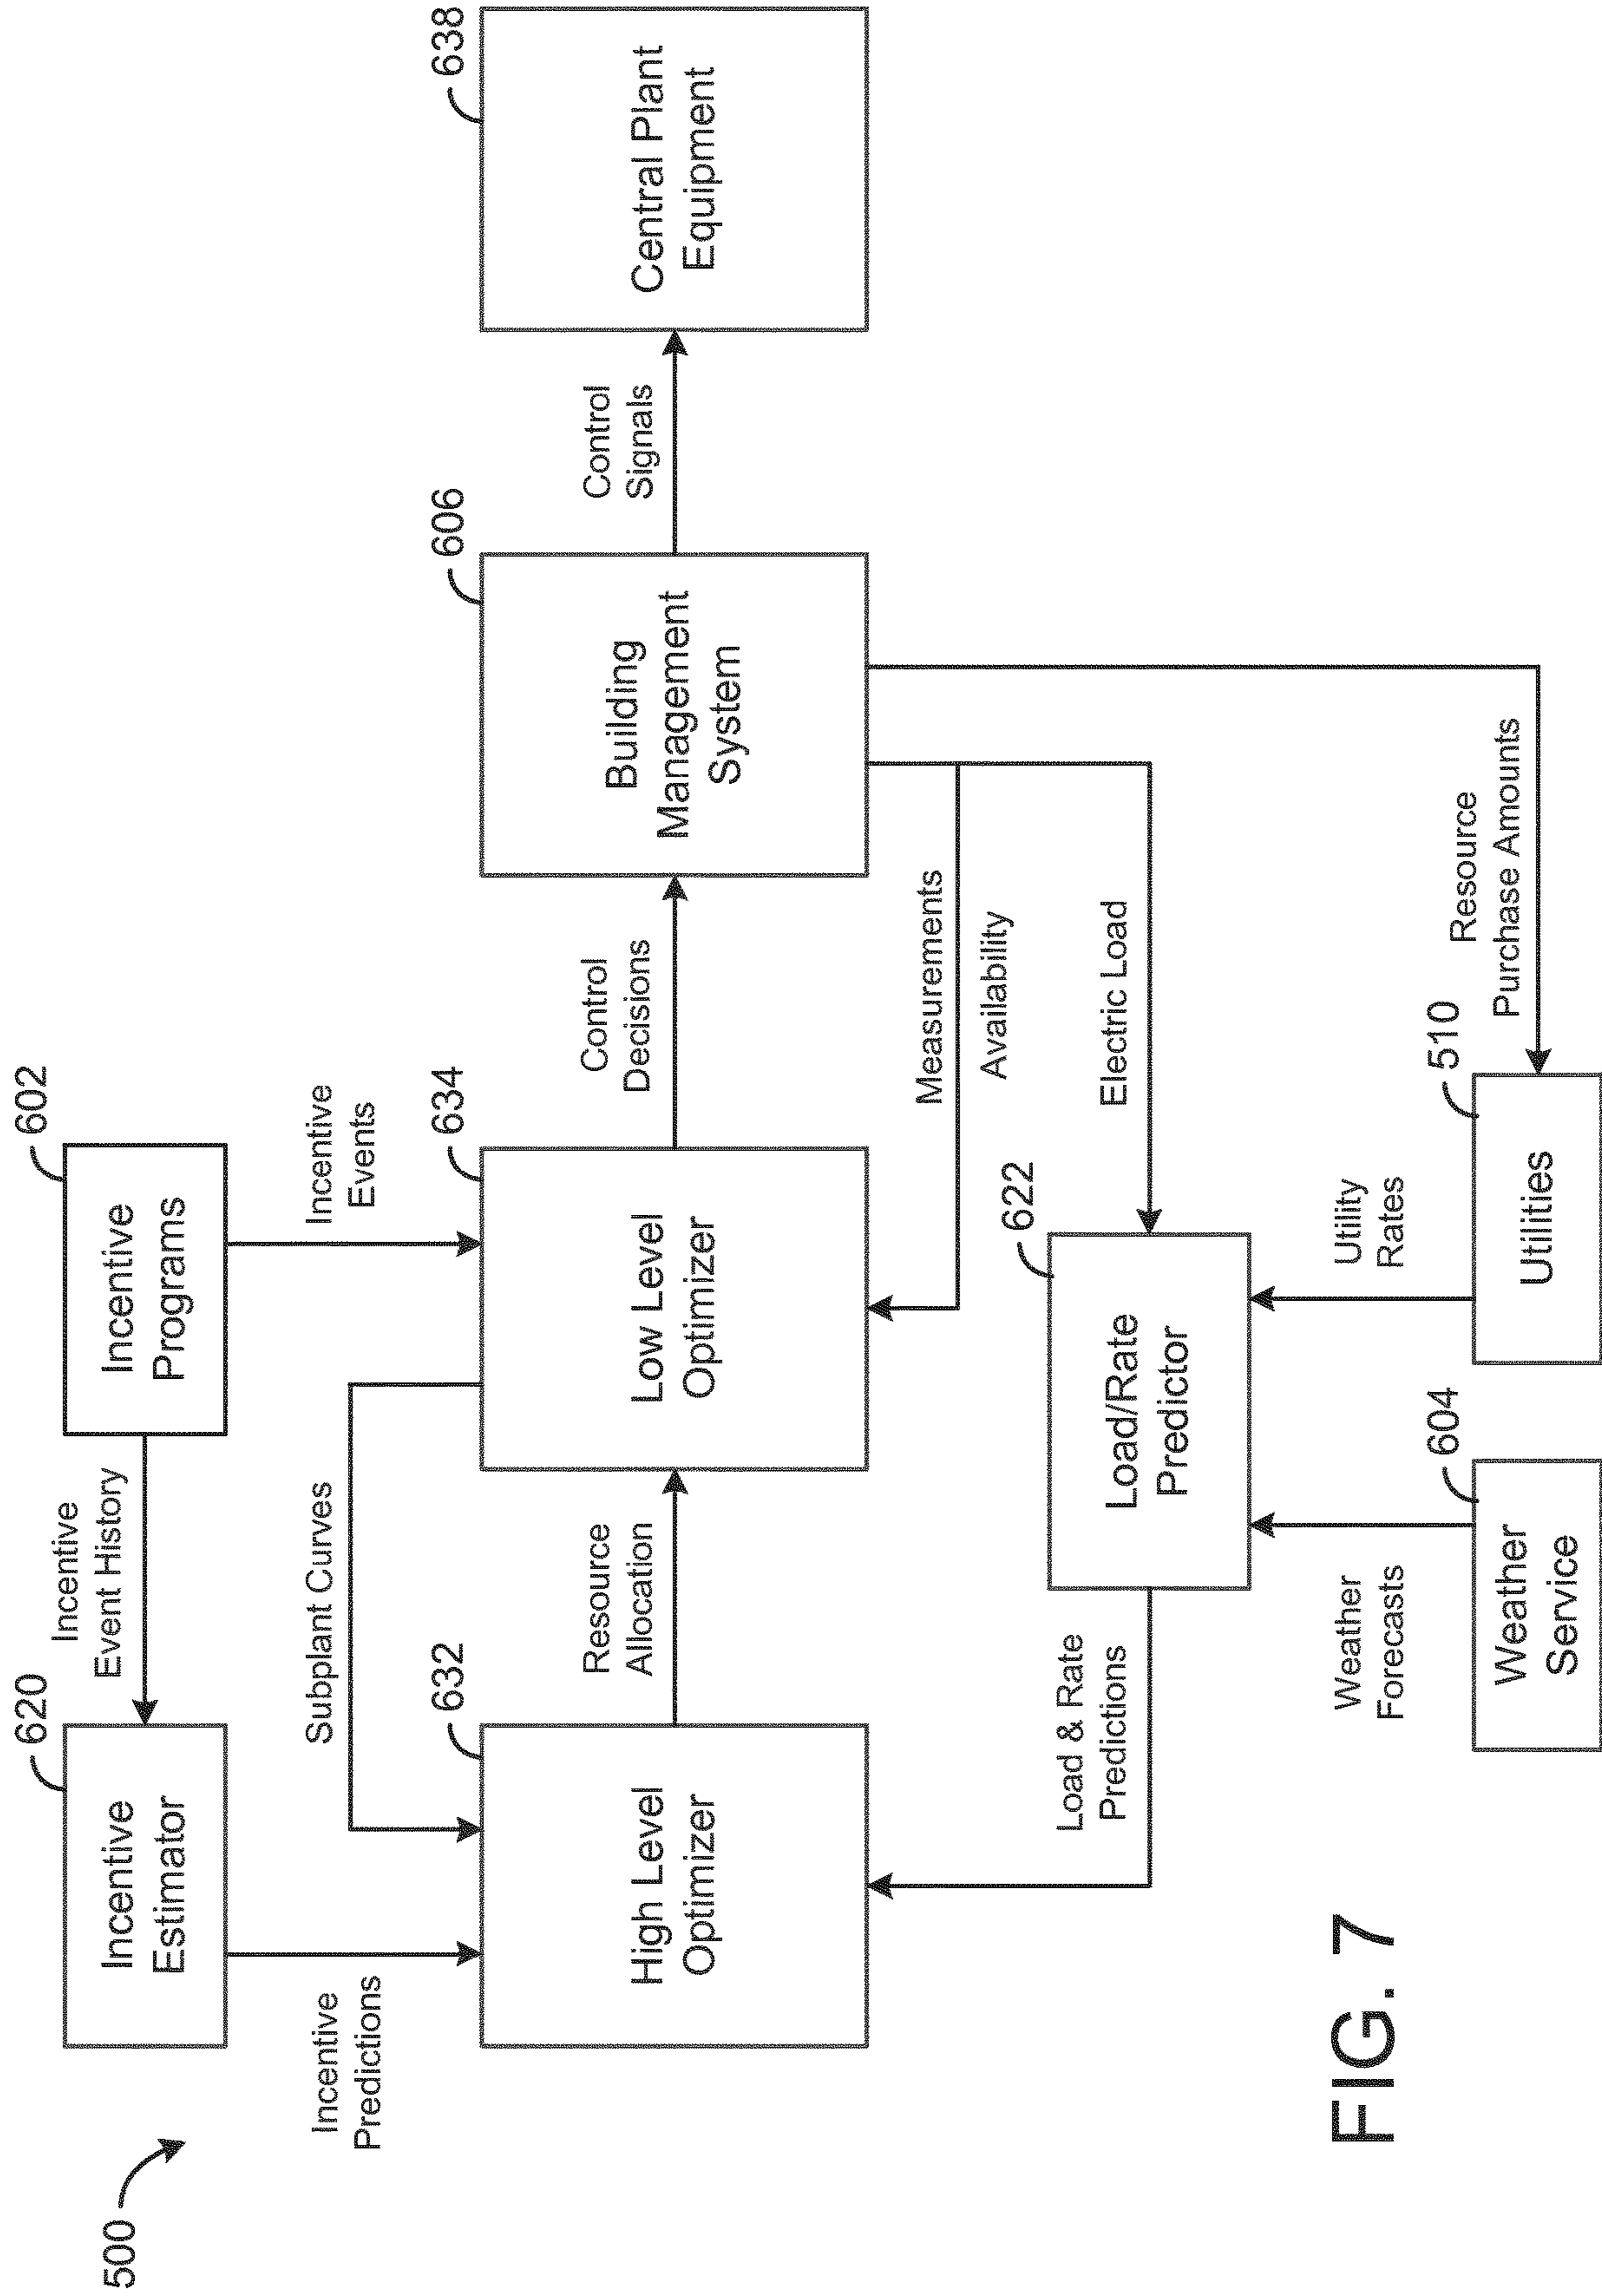 500
620
Incentive
Estimator
Incentive
Event History
602
Incentive
Programs
Incentive
Predictions
Subplant Curves
Incentive
Events
632
High Level
Optimizer
Resource
Allocation
634
Low Level
Optimizer
Control
Decisions
606
Building
Management
System
Control
Signals
638
Central Plant
Equipment
Measurements
Availability
Load & Rate
Predictions
622
Load/Rate
Predictor
Electric Load
Weather
Forecasts
Utility
Rates
Resource
Purchase Amounts
604
Weather
Service
510
Utilities
FIG. 7